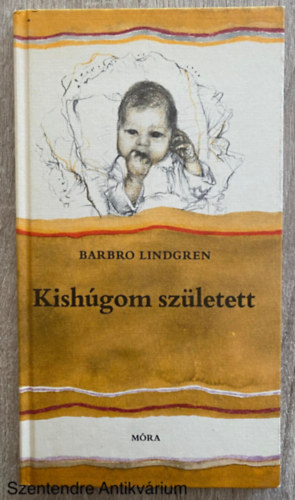 BARBRO LINDGREN
Kishúgom született
MÓRA
Szentendre Antikvárium